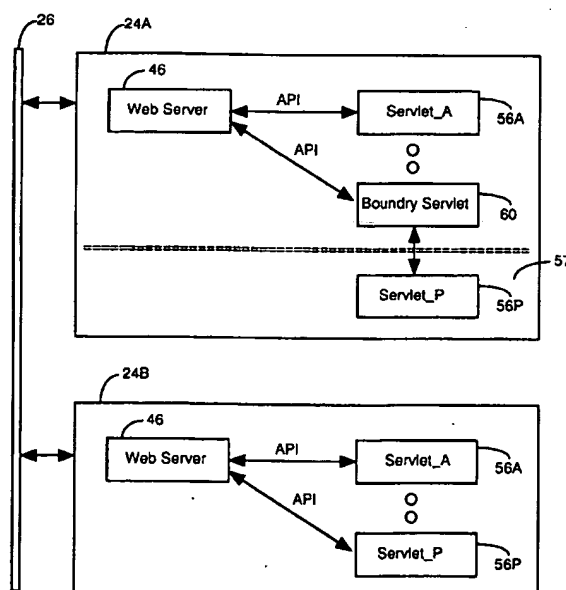 26
24A
46
Web Server
API
Servlet_A
56A
API
Boundry Servlet
60
57
Servlet_P
56P
24B
46
Web Server
API
Servlet_A
56A
API
Servlet_P
56P